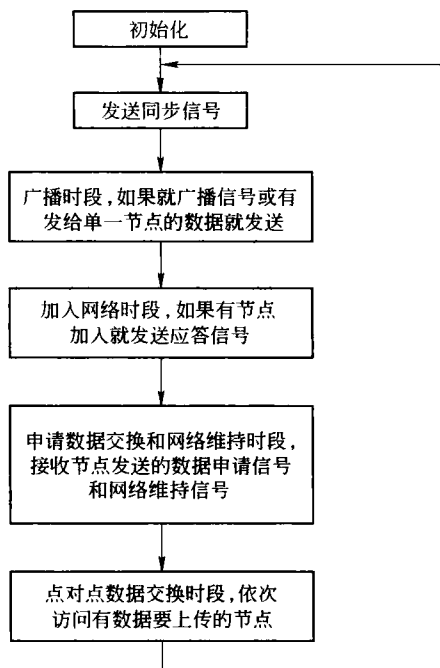 初始化
发送同步信号
广播时段,如果就广播信号或有
发给单一节点的数据就发送
加入网络时段,如果有节点
加入就发送应答信号
申请数据交换和网络维持时段,
接收节点发送的数据申请信号
和网络维持信号
点对点数据交换时段,依次
访问有数据要上传的节点